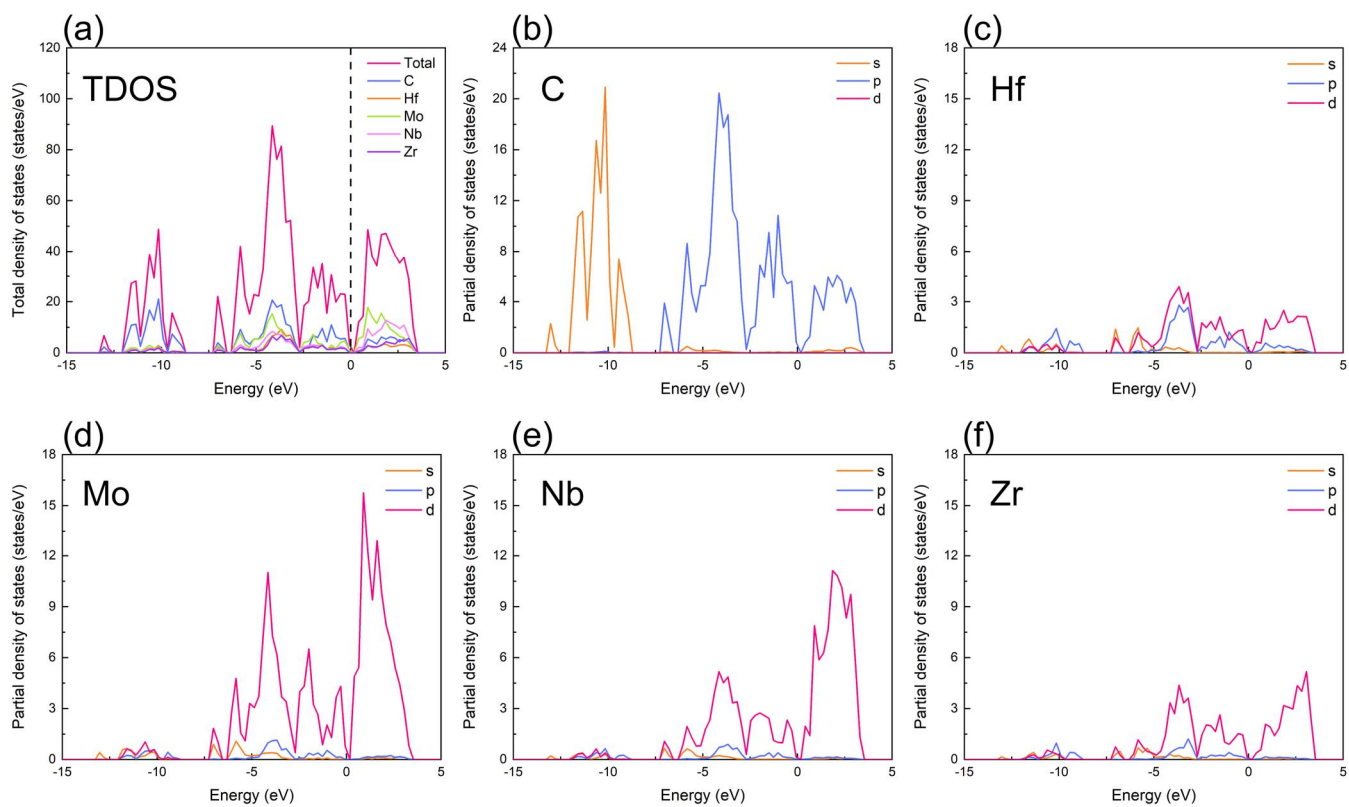 (a)
TDOS
Total density of states (states/eV)
120
100
80
60
40
20
0
-15
-10
-5
0
5
Energy (eV)
Total
C
Hf
Mo
Nb
Zr
(b)
C
Partial density of states (states/eV)
24
20
16
12
8
4
0
-15
-10
-5
0
5
Energy (eV)
s
p
d
(c)
Hf
Partial density of states (states/eV)
18
15
12
9
6
3
0
-15
-10
-5
0
5
Energy (eV)
s
p
d
(d)
Mo
Partial density of states (states/eV)
18
15
12
9
6
3
0
-15
-10
-5
0
5
Energy (eV)
s
p
d
(e)
Nb
Partial density of states (states/eV)
18
15
12
9
6
3
0
-15
-10
-5
0
5
Energy (eV)
s
p
d
(f)
Zr
Partial density of states (states/eV)
18
15
12
9
6
3
0
-15
-10
-5
0
5
Energy (eV)
s
p
d